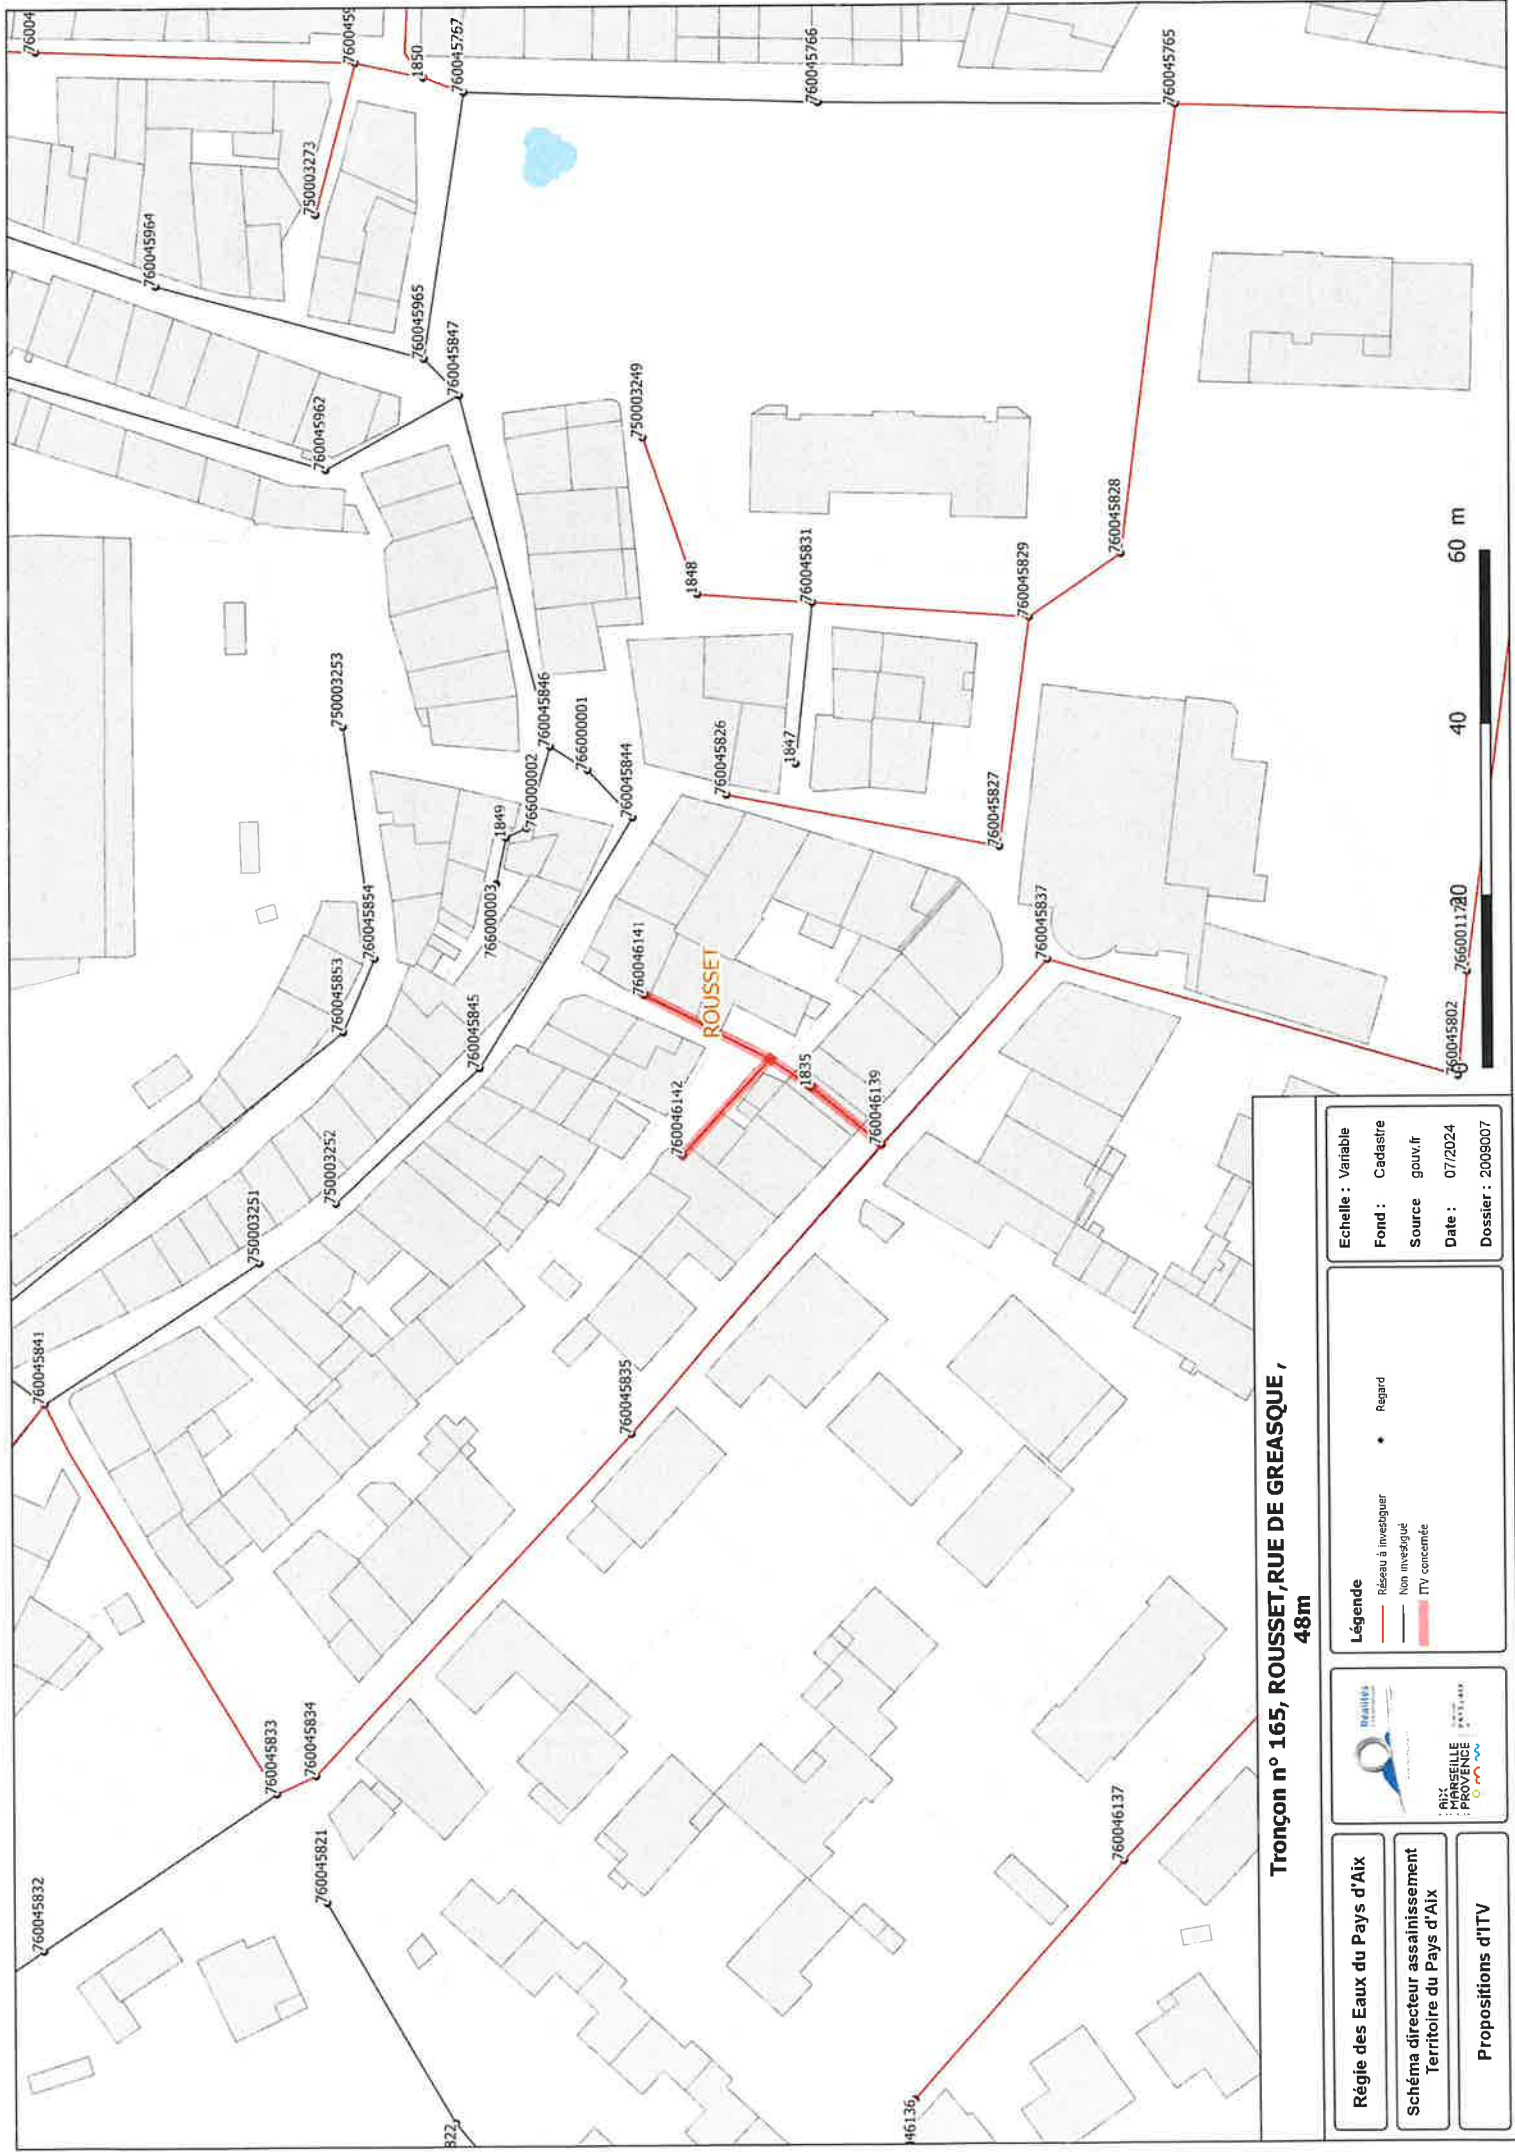 760045832
760045833
760045834
760045821
822
760045841
750003251
750003252
760045853
760045854
750003253
760045845
766000003
1849
766000002
760045846
766000001
760045844
760045962
760045847
760045965
760045964
750003273
1850
760045767
760045766
760045765
750003249
1848
760045831
1847
760045826
760045829
760045828
760045827
760045837
760046141
ROUSSET
760046142
1835
760046139
760045835
760046137
46136
760045802
0
20
40
60 m
Tronçon n° 165, ROUSSET,RUE DE GREASQUE ,
48m
Régie des Eaux du Pays d'Aix
Schéma directeur assainissement
Territoire du Pays d'Aix
Propositions d'ITV
Réalités
AIX
MARSEILLE
PROVENCE
Légende
Réseau à investiguer
Non investigué
ITV concernée
Regard
Echelle : Variable
Fond : Cadastre
Source gouv.fr
Date : 07/2024
Dossier : 2009007